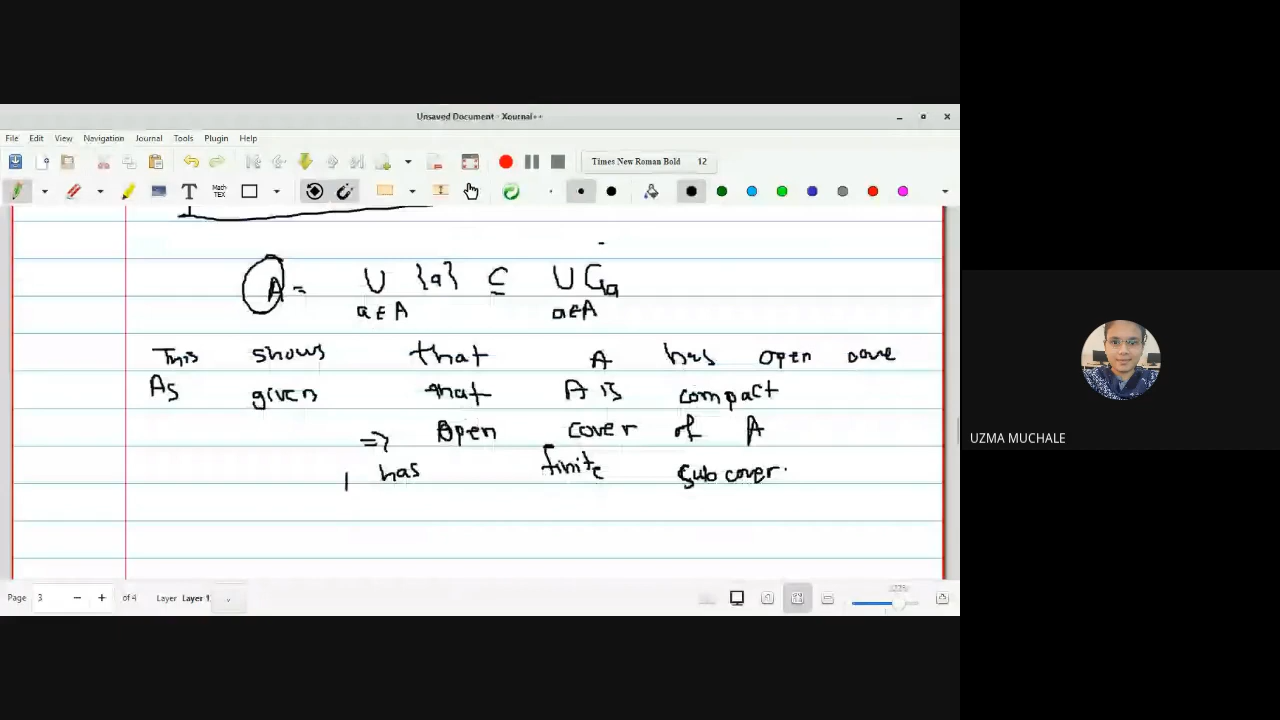 Unsaved Document - Xournal++
File Edit View Navigation Journal Tools Plugin Help
Times New Roman Bold 12
A = ∪ {a} ⊆ ∪ Ga
a∈A a∈A
This shows that A has open
As given that A is compact
=> Open cover of A
has finite subcover.
UZMA MUCHALE
Page 3 of 4 Layer Layer 1